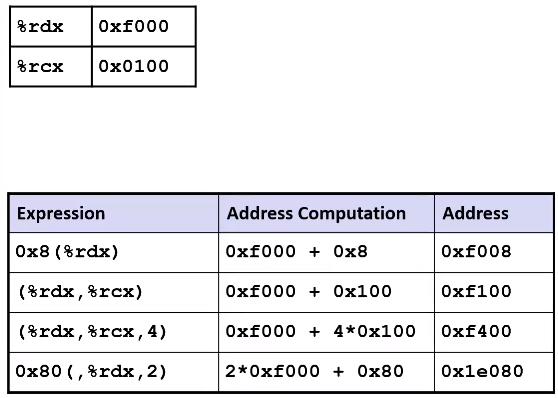 %rdx 0xf000
%rcx 0x0100
Expression Address Computation Address
0x8(%rdx) 0xf000 + 0x8 0xf008
(%rdx,%rcx) 0xf000 + 0x100 0xf100
(%rdx,%rcx,4) 0xf000 + 4*0x100 0xf400
0x80(,%rdx,2) 2*0xf000 + 0x80 0x1e080